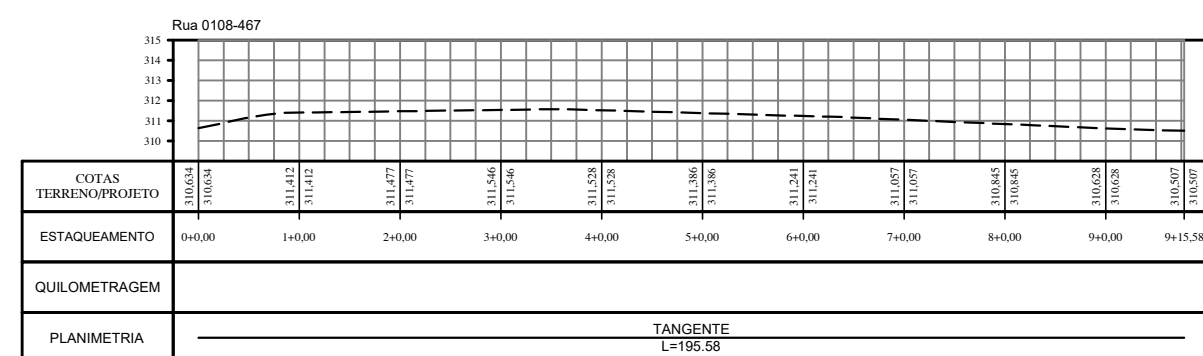 Rua 0108-467
315
314
313
312
311
310
COTAS
TERRENO/PROJETO
310,634 310,634 311,412 311,412 311,477 311,477 311,546 311,546 311,528 311,528 311,386 311,386 311,241 311,241 311,057 311,057 310,845 310,845 310,628 310,628 310,507 310,507
ESTAQUEAMENTO 0+0,00 1+0,00 2+0,00 3+0,00 4+0,00 5+0,00 6+0,00 7+0,00 8+0,00 9+0,00 9+15,58
QUILOMETRAGEM
PLANIMETRIA
TANGENTE
L=195.58